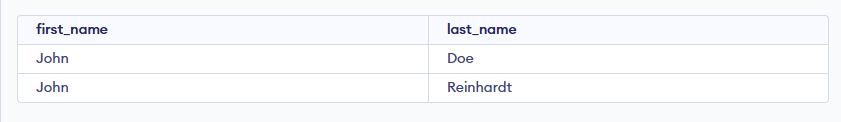 first_name last_name
John Doe
John Reinhardt